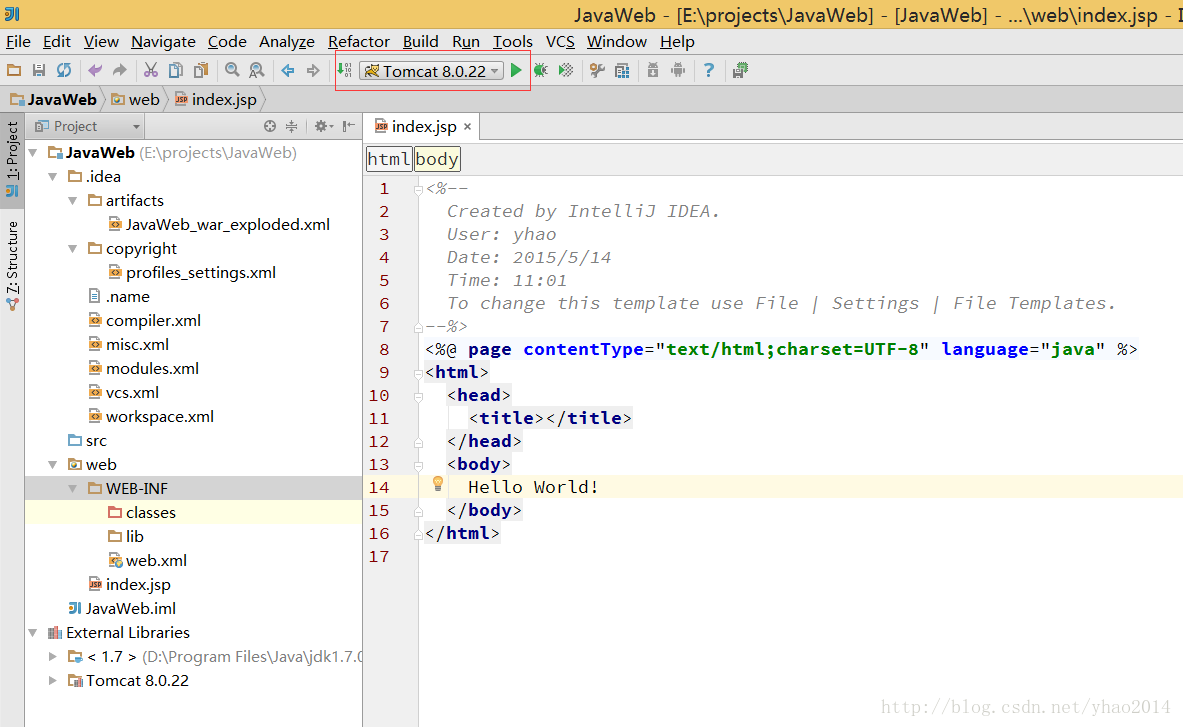 JavaWeb - [E:\projects\JavaWeb] - [JavaWeb] - ...\web\index.jsp - I
File Edit View Navigate Code Analyze Refactor Build Run Tools VCS Window Help
Tomcat 8.0.22
JavaWeb web index.jsp
Project
index.jsp
1: Project
Z: Structure
JavaWeb (E:\projects\JavaWeb)
.idea
artifacts
JavaWeb_war_exploded.xml
copyright
profiles_settings.xml
.name
compiler.xml
misc.xml
modules.xml
vcs.xml
workspace.xml
src
web
WEB-INF
classes
lib
web.xml
index.jsp
JavaWeb.iml
External Libraries
< 1.7 > (D:\Program Files\Java\jdk1.7.0
Tomcat 8.0.22
html body
1 <%--
2 Created by IntelliJ IDEA.
3 User: yhao
4 Date: 2015/5/14
5 Time: 11:01
6 To change this template use File | Settings | File Templates.
7 --%>
8 <%@ page contentType="text/html;charset=UTF-8" language="java" %>
9 <html>
10 <head>
11 <title></title>
12 </head>
13 <body>
14 Hello World!
15 </body>
16 </html>
17
http://blog.csdn.net/yhao2014